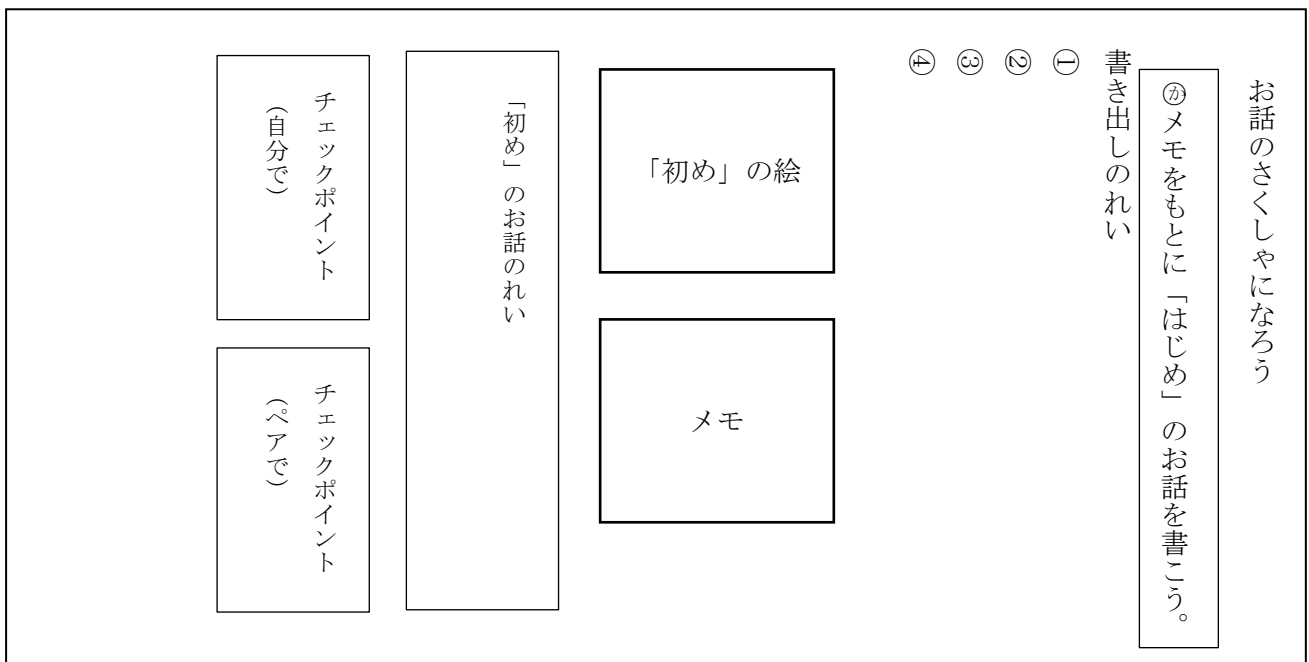 お話のさくしゃになろう
㋕メモをもとに「はじめ」のお話を書こう。
書き出しのれい
①
②
③
④
「初め」の絵
メモ
「初め」のお話のれい
チェックポイント
(自分で)
チェックポイント
(ペアで)